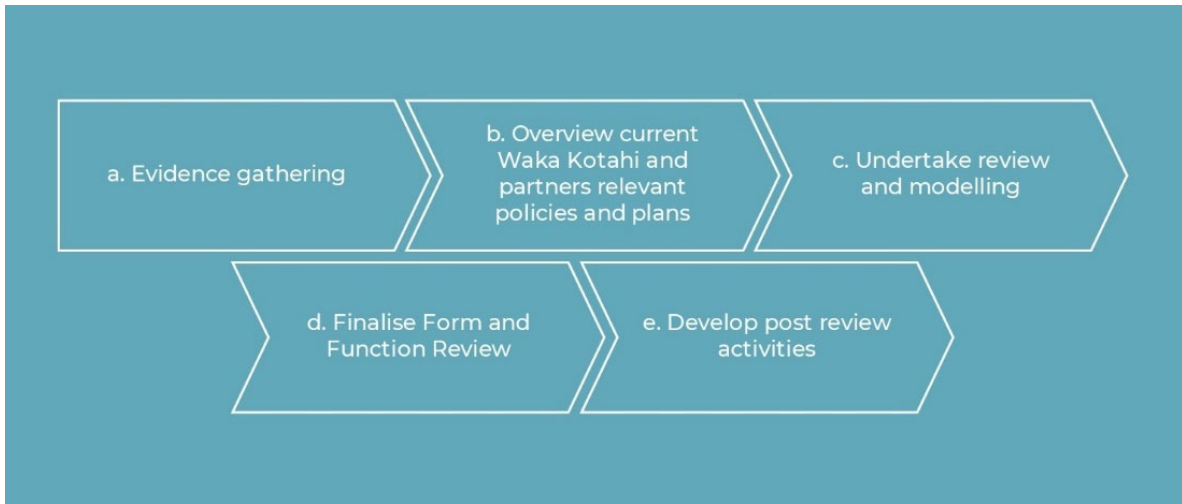 a. Evidence gathering
b. Overview current
Waka Kotahi and
partners relevant
policies and plans
c. Undertake review
and modelling
d. Finalise Form and
Function Review
e. Develop post review
activities